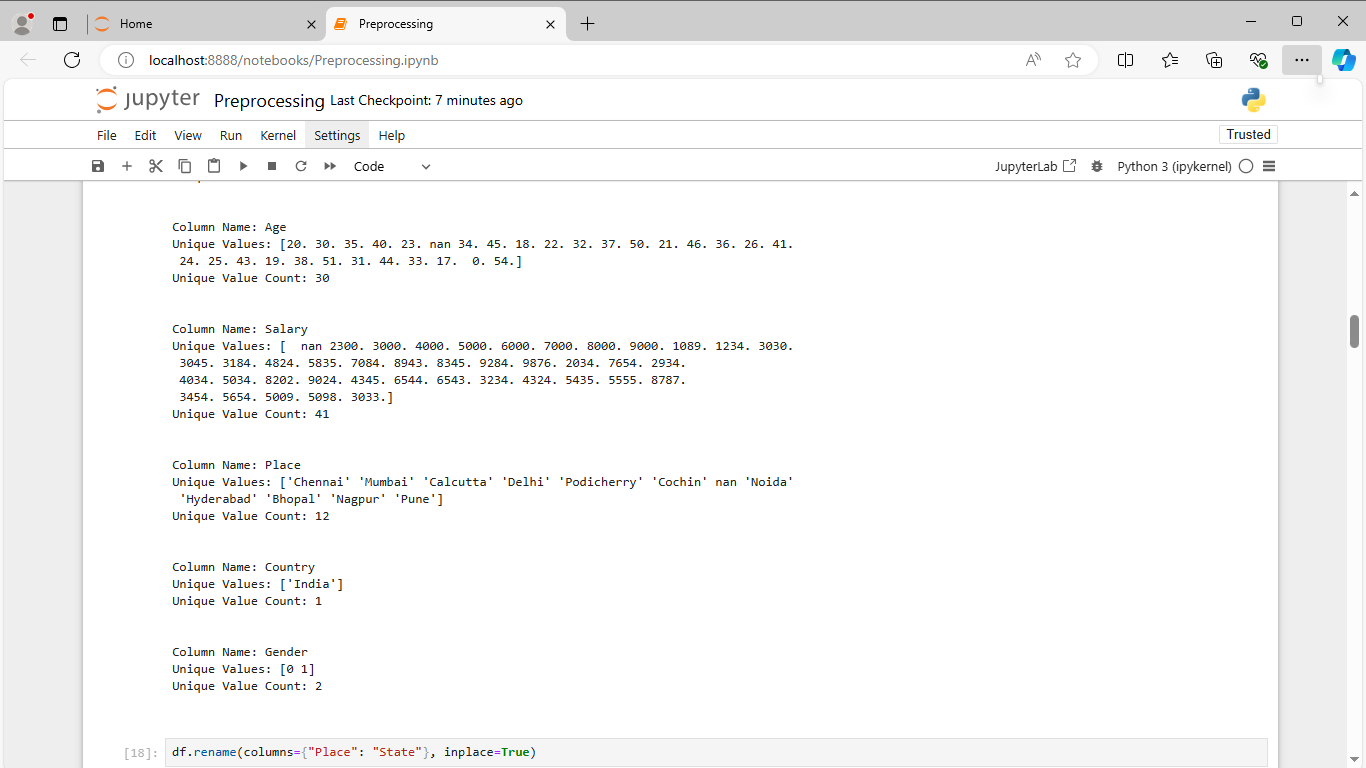 Home
Preprocessing
localhost:8888/notebooks/Preprocessing.ipynb
jupyter Preprocessing Last Checkpoint: 7 minutes ago
File Edit View Run Kernel Settings Help
Trusted
Code
JupyterLab
Python 3 (ipykernel)
Column Name: Age
Unique Values: [20. 30. 35. 40. 23. nan 34. 45. 18. 22. 32. 37. 50. 21. 46. 36. 26. 41.
24. 25. 43. 19. 38. 51. 31. 44. 33. 17.  0. 54.]
Unique Value Count: 30
Column Name: Salary
Unique Values: [  nan 2300. 3000. 4000. 5000. 6000. 7000. 8000. 9000. 1089. 1234. 3030.
3045. 3184. 4824. 5835. 7084. 8943. 8345. 9284. 9876. 2034. 7654. 2934.
4034. 5034. 8202. 9024. 4345. 6544. 6543. 3234. 4324. 5435. 5555. 8787.
3454. 5654. 5009. 5098. 3033.]
Unique Value Count: 41
Column Name: Place
Unique Values: ['Chennai' 'Mumbai' 'Calcutta' 'Delhi' 'Podicherry' 'Cochin' nan 'Noida'
'Hyderabad' 'Bhopal' 'Nagpur' 'Pune']
Unique Value Count: 12
Column Name: Country
Unique Values: ['India']
Unique Value Count: 1
Column Name: Gender
Unique Values: [0 1]
Unique Value Count: 2
[18]: df.rename(columns={"Place": "State"}, inplace=True)